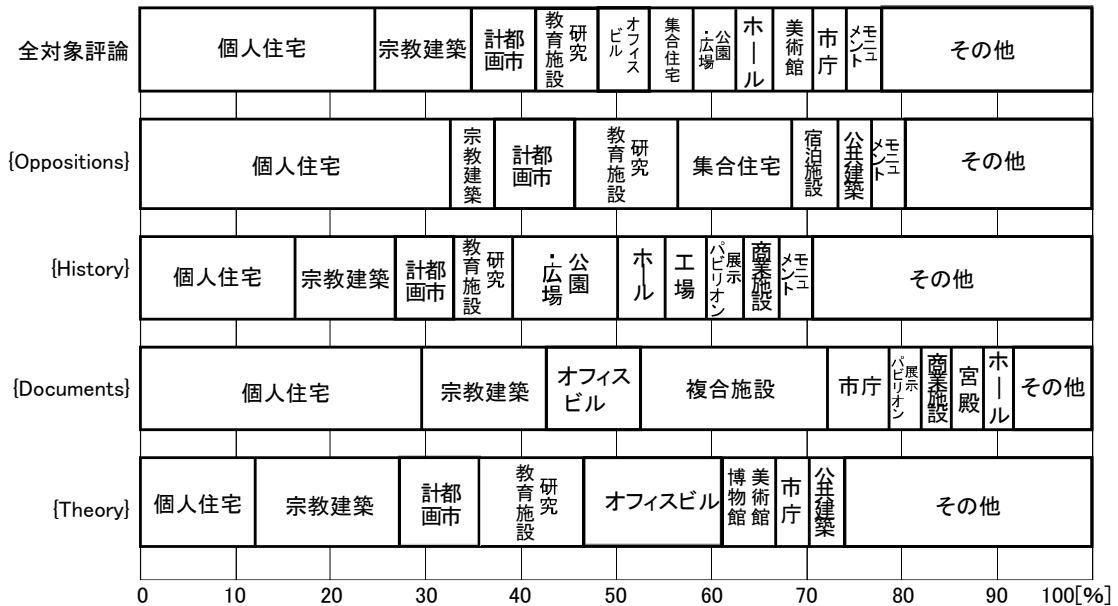 全対象評論
個人住宅
宗教建築
都市計画
研究教育施設
オフィスビル
集合住宅
公園・広場
ホール
美術館
市庁
モニュメント
その他
{Oppositions}
個人住宅
宗教建築
都市計画
研究教育施設
集合住宅
宿泊施設
公共建築
モニュメント
その他
{History}
個人住宅
宗教建築
都市計画
研究教育施設
公園・広場
ホール
工場
展示パビリオン
商業施設
モニュメント
その他
{Documents}
個人住宅
宗教建築
オフィス
ビル
複合施設
市庁
展示パビリオン
商業施設
宮殿
ホール
その他
{Theory}
個人住宅
宗教建築
都市計画
研究教育施設
オフィスビル
美術館博物館
市庁
公共建築
その他
0 10 20 30 40 50 60 70 80 90 100[%]